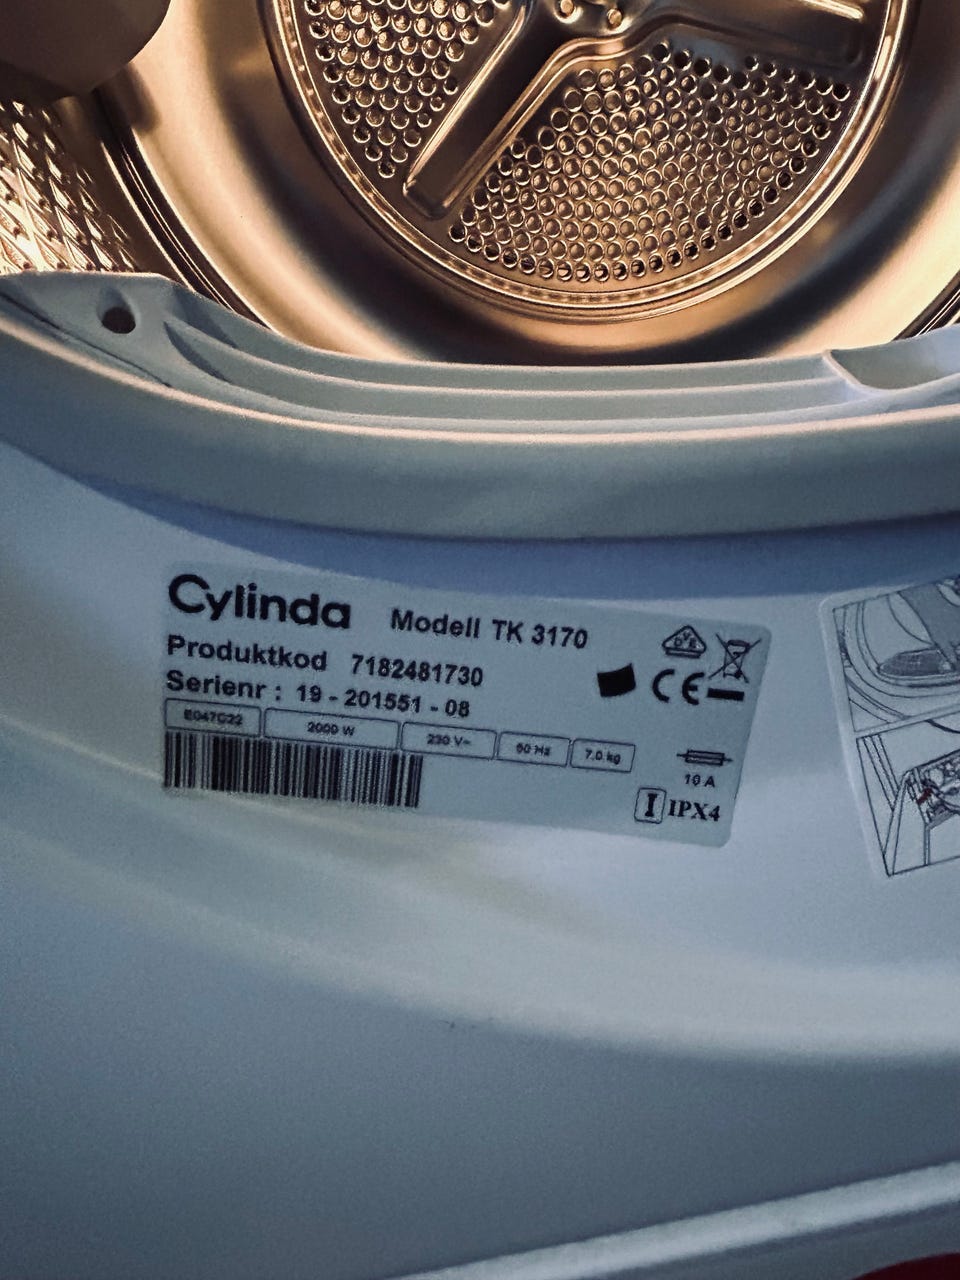 Cylinda Modell TK 3170
Produktkod 7182481730
Serienr : 19 - 201551 - 08
2000 W 230 V~ 50 Hz 7.0 kg
10 A
I IPX4
CE